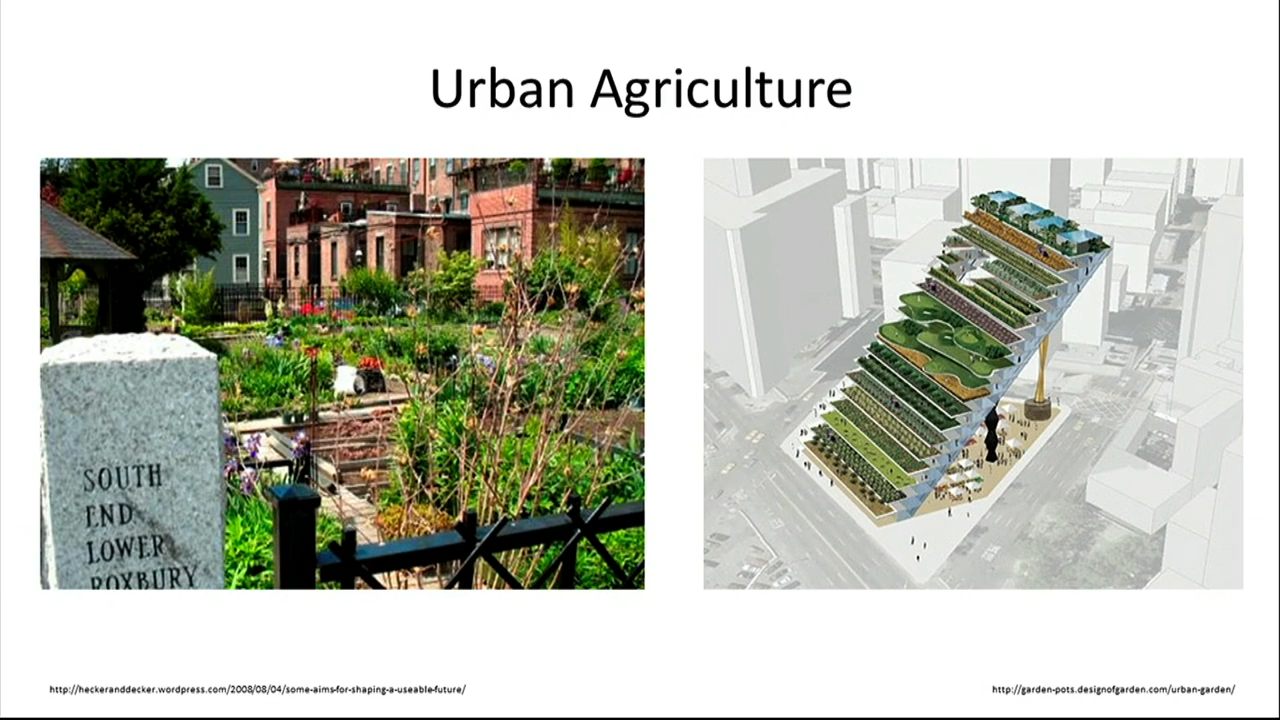 Urban Agriculture
SOUTH
END
LOWER
ROXBURY
http://heckeranddecker.wordpress.com/2008/08/04/some-aims-for-shaping-a-useable-future/
http://garden-pots.designofgarden.com/urban-garden/